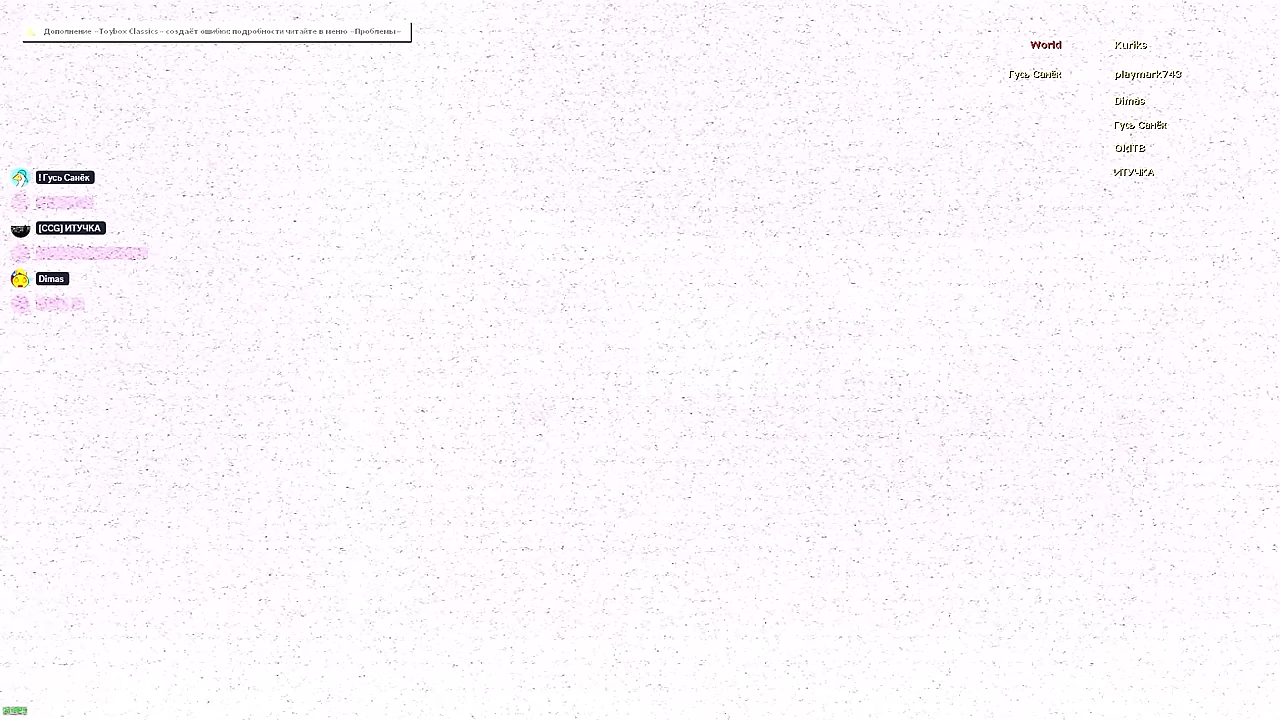 Дополнение «Toybox Classics» создаёт ошибки: подробности читайте в меню «Проблемы»
World Kuriks
Гусь Санёк playmark743
Dimas
Гусь Санёк
OldTB
ИТУЧКА
! Гусь Санёк
[CCG] ИТУЧКА
Dimas